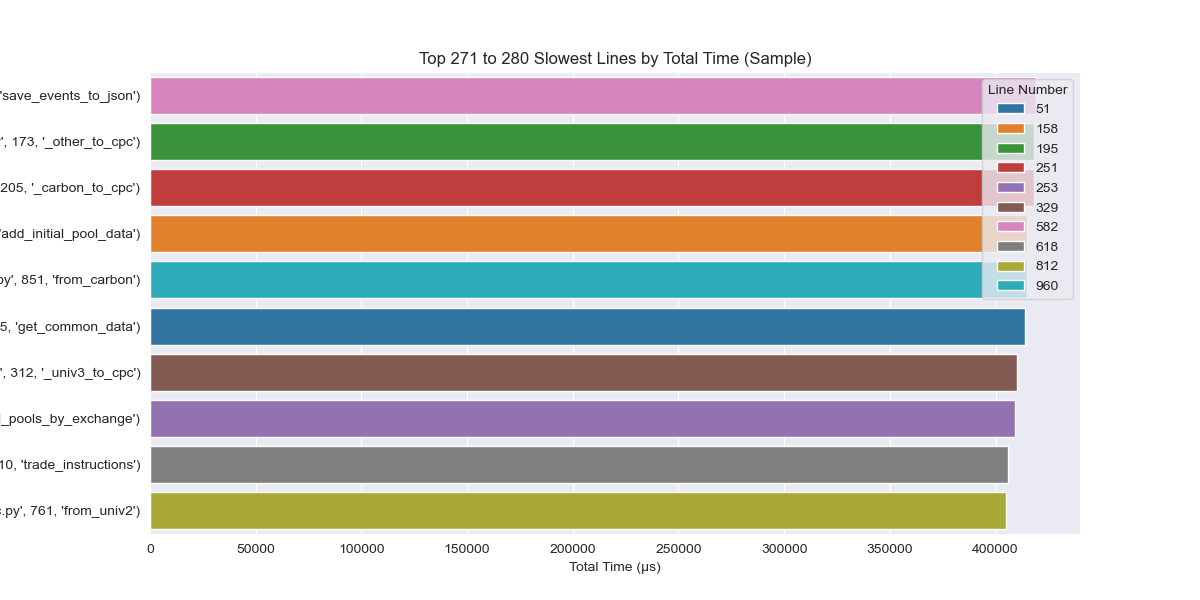 Top 271 to 280 Slowest Lines by Total Time (Sample)
'save_events_to_json')
', 173, '_other_to_cpc')
205, '_carbon_to_cpc')
'add_initial_pool_data')
py', 851, 'from_carbon')
5, 'get_common_data')
', 312, '_univ3_to_cpc')
_pools_by_exchange')
10, 'trade_instructions')
.py', 761, 'from_univ2')
Line Number
51
158
195
251
253
329
582
618
812
960
0 50000 100000 150000 200000 250000 300000 350000 400000
Total Time (µs)